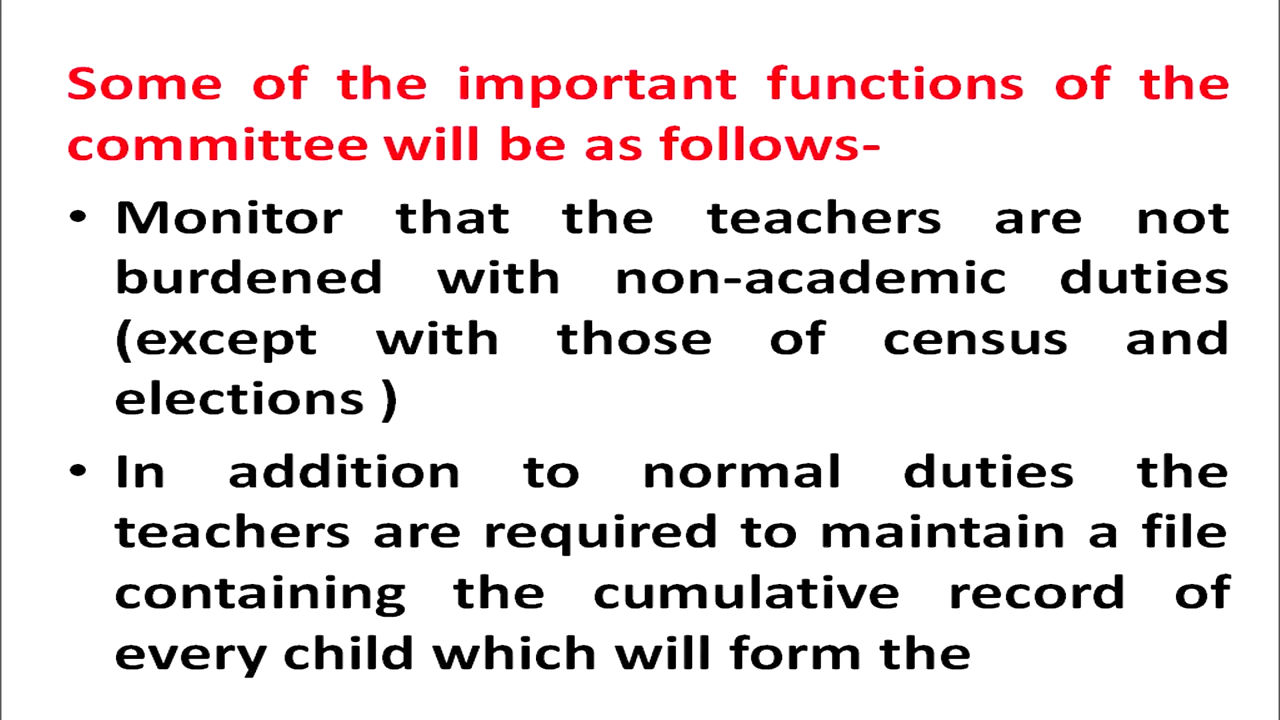 Some of the important functions of the
committee will be as follows-
• Monitor that the teachers are not
burdened with non-academic duties
(except with those of census and
elections )
• In addition to normal duties the
teachers are required to maintain a file
containing the cumulative record of
every child which will form the